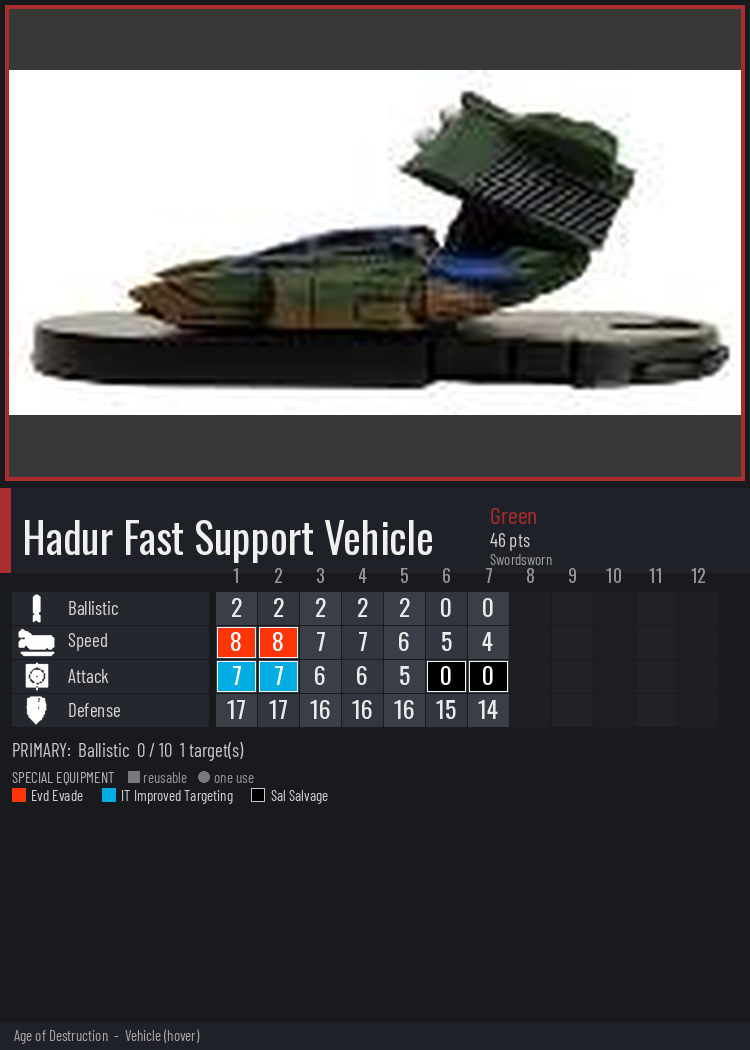 Hadur Fast Support Vehicle
Green
46 pts
Swordsworn
1 2 3 4 5 6 7 8 9 10 11 12
Ballistic 2 2 2 2 2 0 0
Speed 8 8 7 7 6 5 4
Attack 7 7 6 6 5 0 0
Defense 17 17 16 16 16 15 14
PRIMARY: Ballistic 0 / 10 1 target(s)
SPECIAL EQUIPMENT reusable one use
Evd Evade IT Improved Targeting Sal Salvage
Age of Destruction - Vehicle (hover)